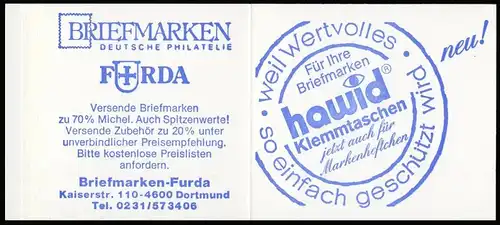 BRIEFMARKEN
DEUTSCHE PHILATELIE
FURDA
Versende Briefmarken
zu 70% Michel. Auch Spitzenwerte!
Versende Zubehör zu 20% unter
unverbindlicher Preisempfehlung.
Bitte kostenlose Preislisten
anfordern.
Briefmarken-Furda
Kaiserstr. 110-4600 Dortmund
Tel. 0231/573406
· weil Wertvolles ·
Für Ihre
Briefmarken
hawid®
Klemmtaschen
jetzt auch für
Markenheftchen
so einfach geschützt wird
neu!